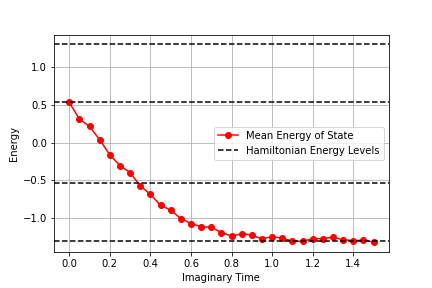 1.0
0.5
0.0
−0.5
−1.0
Energy
Mean Energy of State
Hamiltonian Energy Levels
0.0 0.2 0.4 0.6 0.8 1.0 1.2 1.4
Imaginary Time